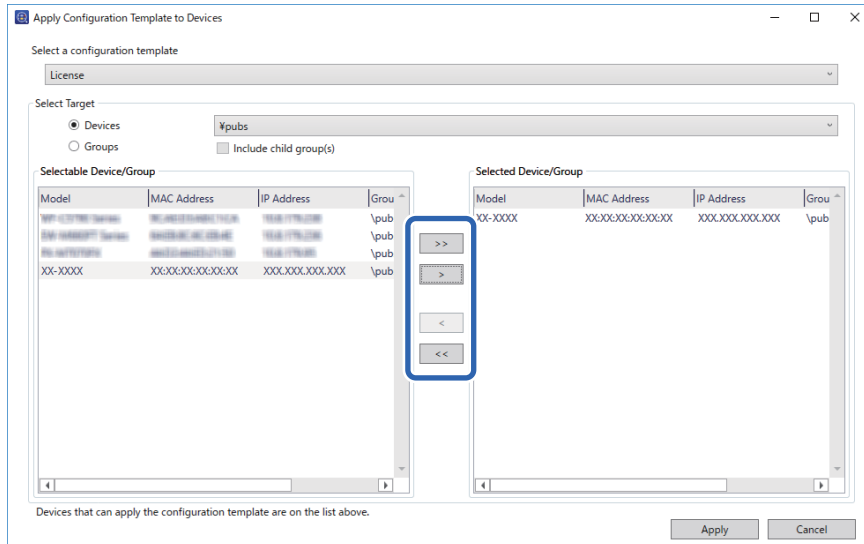 Apply Configuration Template to Devices
Select a configuration template
License
Select Target
Devices
¥pubs
Groups
Include child group(s)
Selectable Device/Group
Selected Device/Group
Model MAC Address IP Address Grou
Model MAC Address IP Address Grou
\pub
\pub
\pub
XX-XXXX XX:XX:XX:XX:XX:XX XXX.XXX.XXX.XXX \pub
XX-XXXX XX:XX:XX:XX:XX:XX XXX.XXX.XXX.XXX \pub
>>
>
<
<<
Devices that can apply the configuration template are on the list above.
Apply Cancel